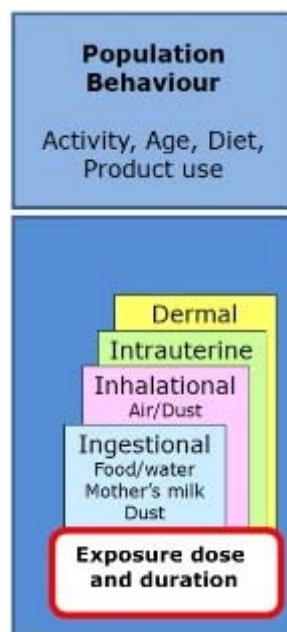 Population
Behaviour
Activity, Age, Diet,
Product use
Dermal
Intrauterine
Inhalational
Air/Dust
Ingestional
Food/water
Mother's milk
Dust
Exposure dose
and duration